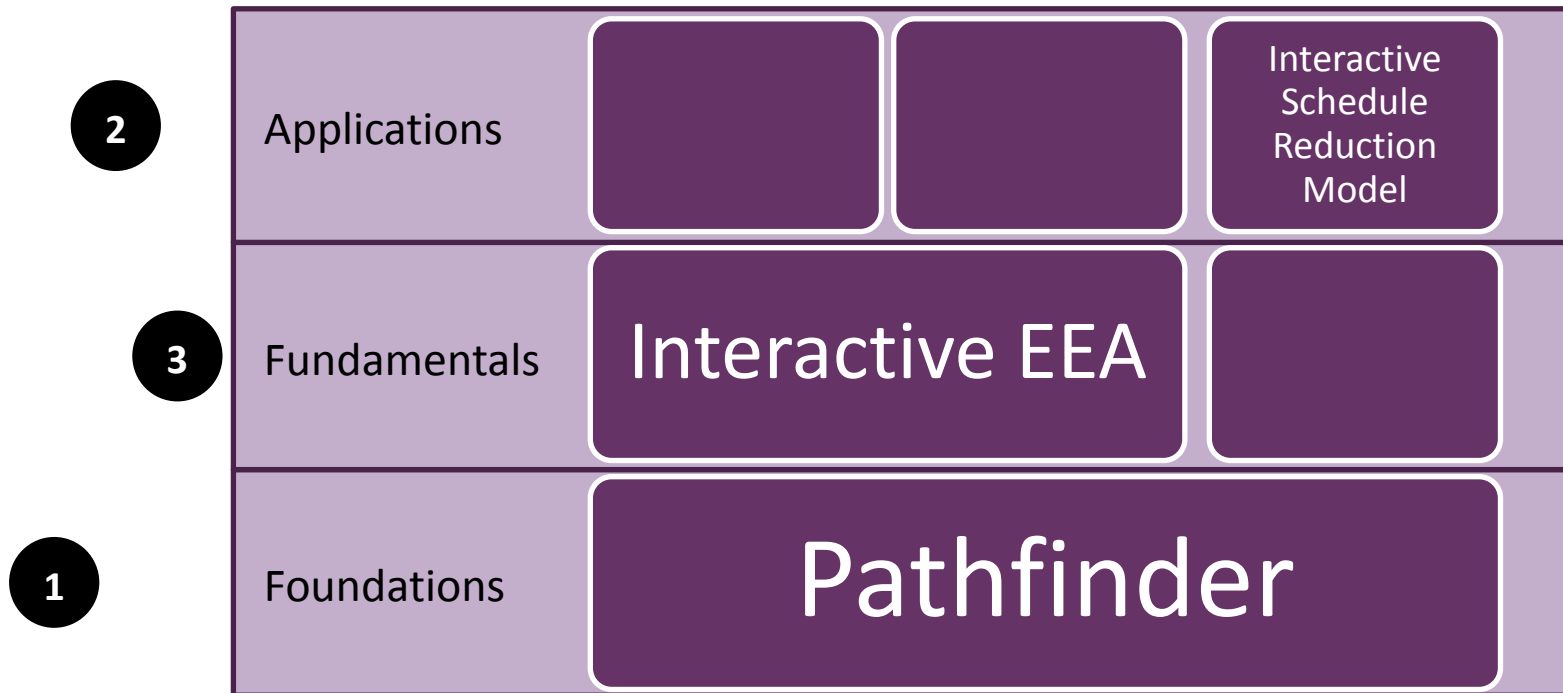 2
Applications
Interactive
Schedule
Reduction
Model
3
Fundamentals
Interactive EEA
1
Foundations
Pathfinder